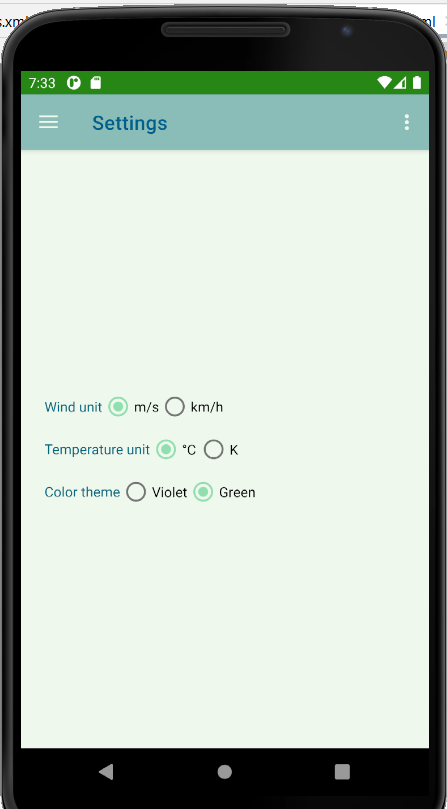 s.xml
ml
7:33
Settings
Wind unit m/s km/h
Temperature unit °C K
Color theme Violet Green